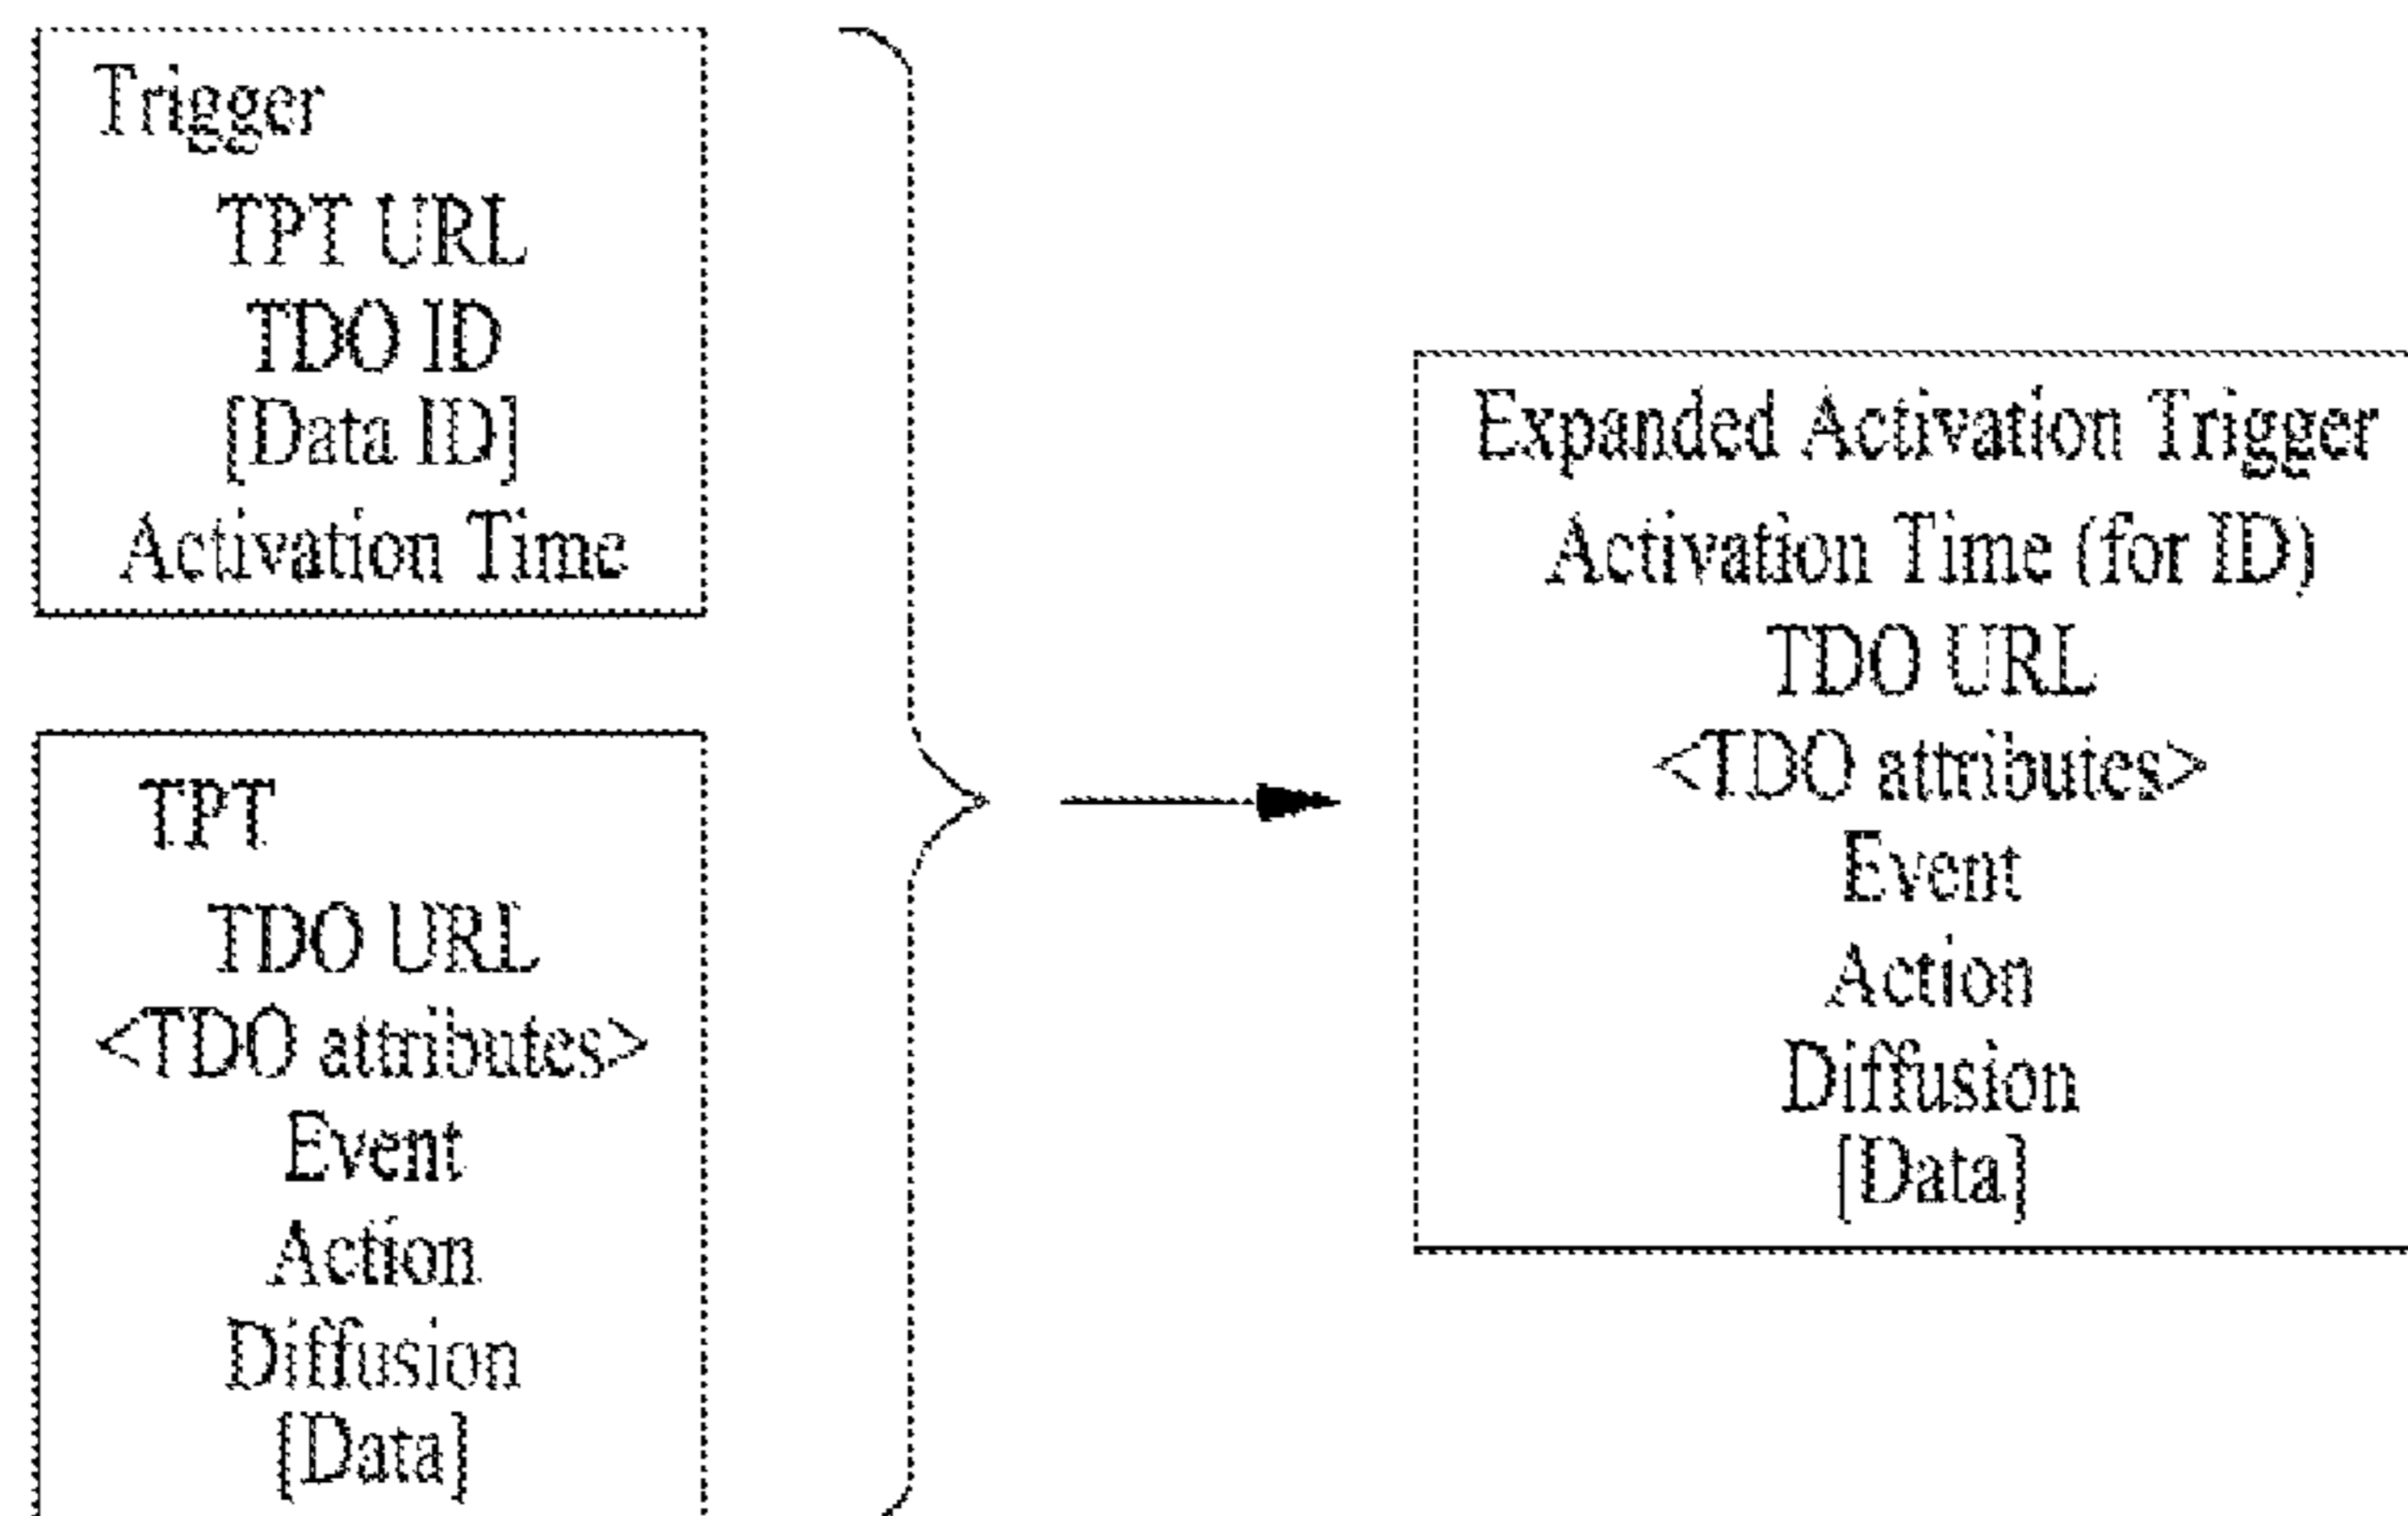 Trigger
TPT URL
TDO ID
[Data ID]
Activation Time
TPT
TDO URL
<TDO attributes>
Event
Action
Diffusion
[Data]
Expanded Activation Trigger
Activation Time (for ID)
TDO URL
<TDO attributes>
Event
Action
Diffusion
[Data]